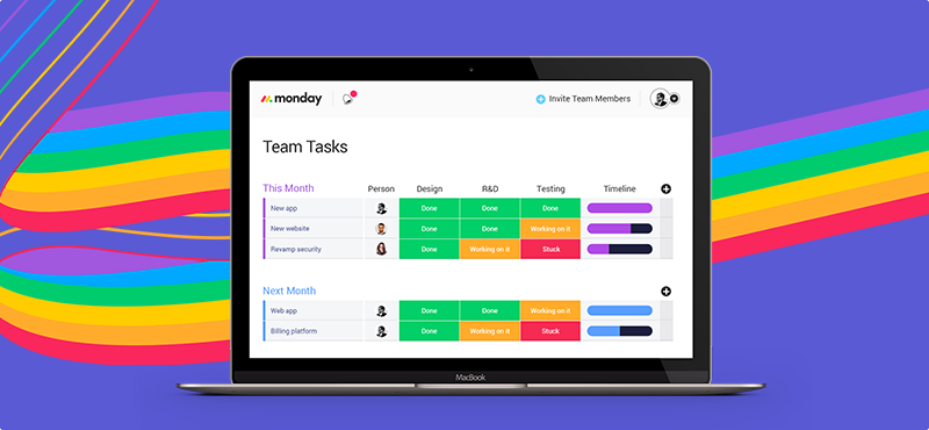 monday
Invite Team Members
Team Tasks
This Month Person Design R&D Testing Timeline
New app Done Done Done
New website Done Done Working on it
Revamp security Done Working on it Stuck
Next Month
Web app Done Done Working on it
Billing platform Done Working on it Stuck
MacBook